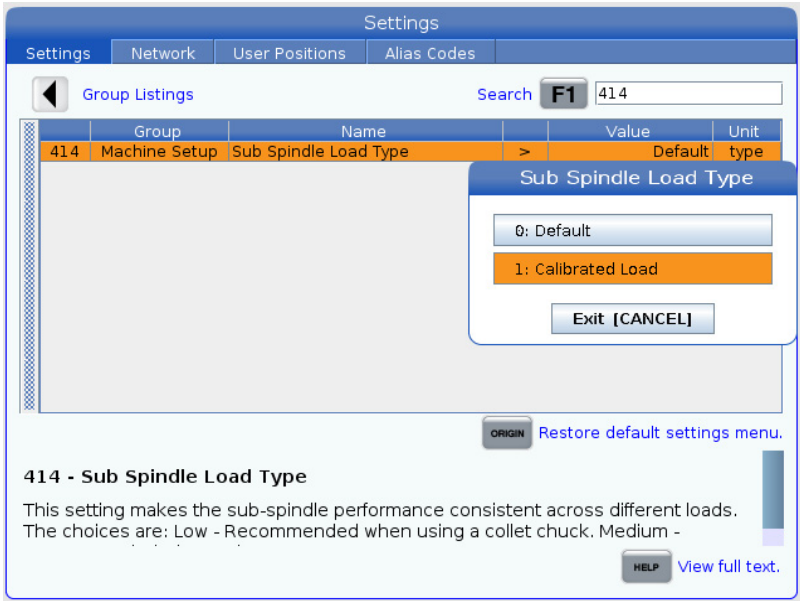 Settings
Settings Network User Positions Alias Codes
Group Listings Search F1 414
Group Name Value Unit
414 Machine Setup Sub Spindle Load Type > Default type
Sub Spindle Load Type
0: Default
1: Calibrated Load
Exit [CANCEL]
ORIGIN Restore default settings menu.
414 - Sub Spindle Load Type
This setting makes the sub-spindle performance consistent across different loads.
The choices are: Low - Recommended when using a collet chuck. Medium -
HELP View full text.